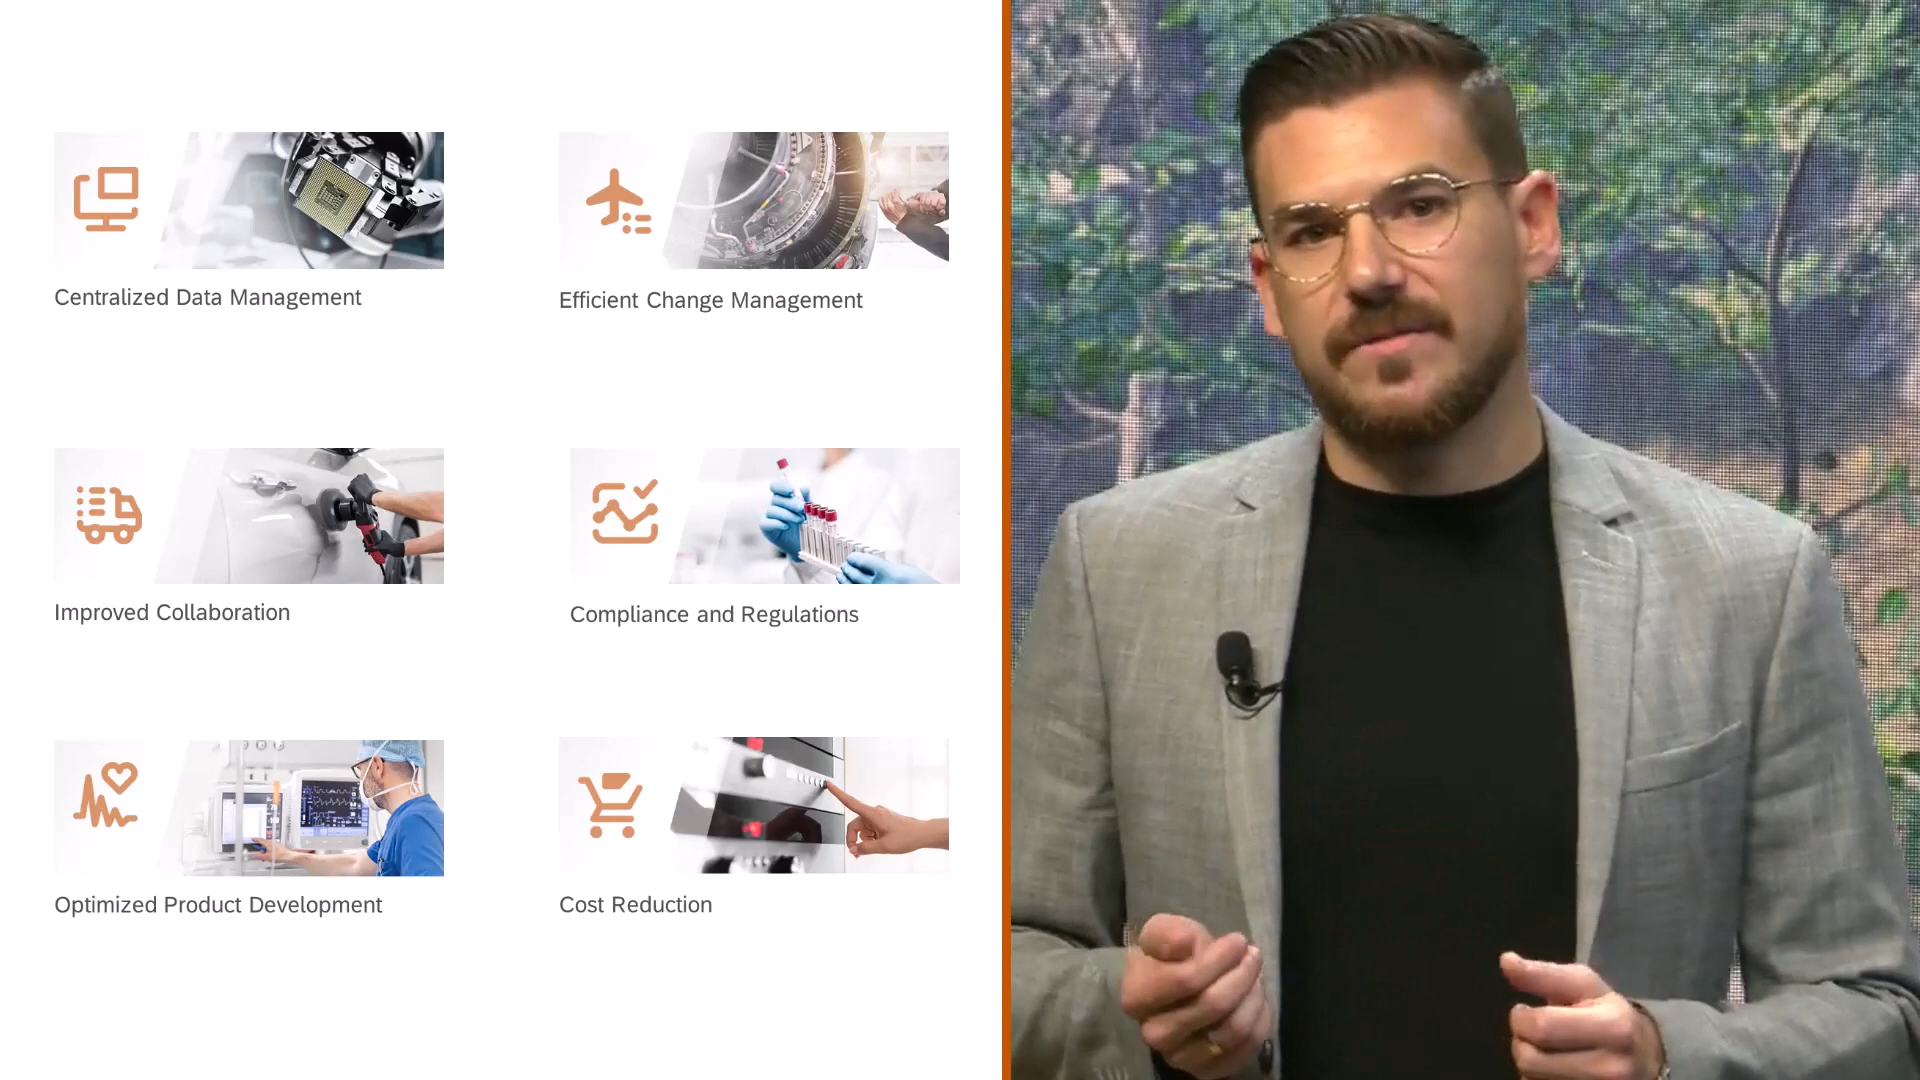 Centralized Data Management
Efficient Change Management
Improved Collaboration
Compliance and Regulations
Optimized Product Development
Cost Reduction